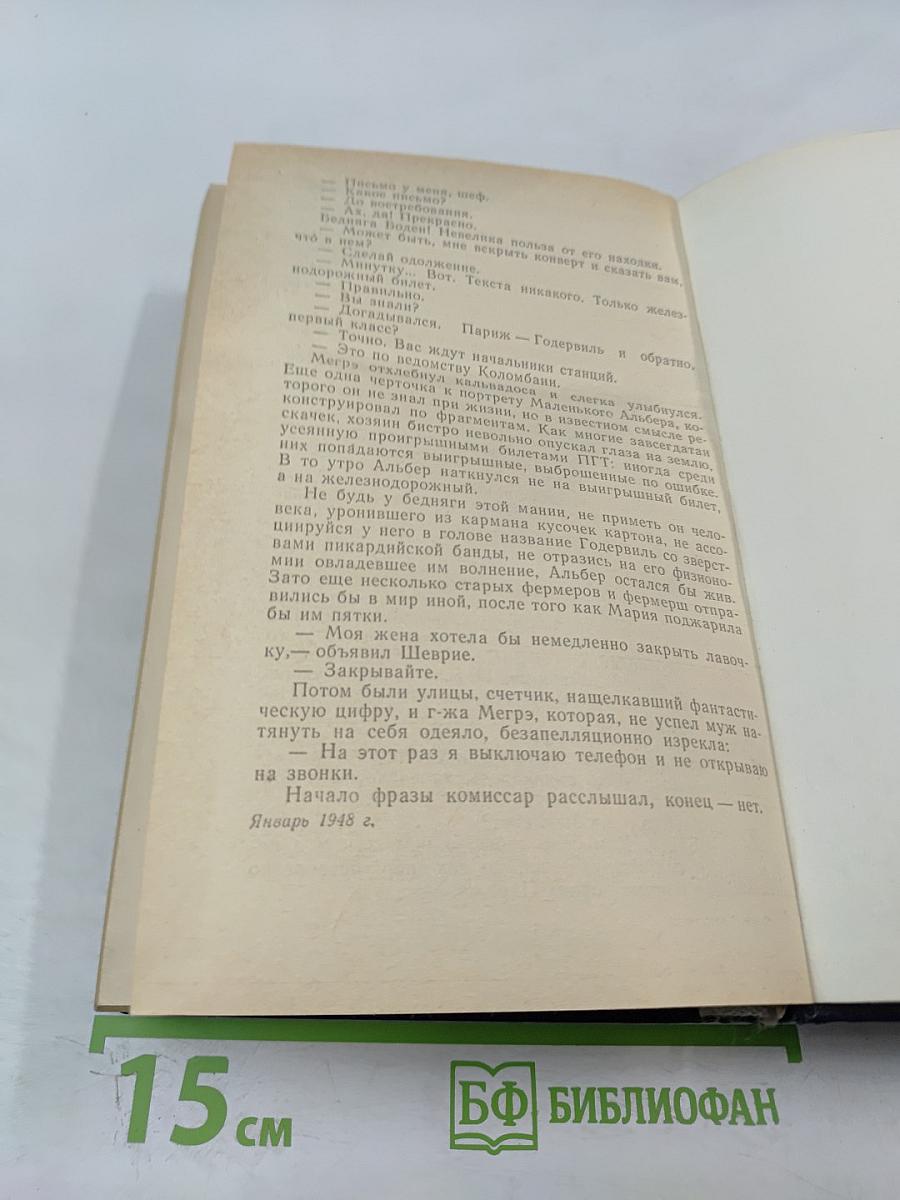 — Письмо у меня, шеф.
— Какое письмо?
— До востребования.
— Ах, да! Прекрасно.
Бедняга Боден! Невелика польза от его находки.
— Может быть, мне вскрыть конверт и сказать вам,
что в нем?
— Сделай одолжение.
— Минутку... Вот. Текста никакого. Только желез-
нодорожный билет.
— Правильно.
— Вы знали?
— Догадывался. Париж — Годервиль и обратно,
первый класс?
— Точно. Вас ждут начальники станций.
— Это по ведомству Коломбани.
Мегрэ отхлебнул кальвадоса и слегка улыбнулся.
Еще одна черточка к портрету Маленького Альбера, ко-
торого он не знал при жизни, но в известном смысле ре-
конструировал по фрагментам. Как многие завсегдатаи
скачек, хозяин бистро невольно опускал глаза на землю,
усеянную проигрышными билетами ПГТ: иногда среди
них попадаются выигрышные, выброшенные по ошибке.
В то утро Альбер наткнулся не на выигрышный билет,
а на железнодорожный.
Не будь у бедняги этой мании, не приметь он чело-
века, уронившего из кармана кусочек картона, не ассо-
циируйся у него в голове название Годервиль со зверст-
вами пикардийской банды, не отразись на его физионо-
мии овладевшее им волнение, Альбер остался бы жив.
Зато еще несколько старых фермеров и фермерш отпра-
вились бы в мир иной, после того как Мария поджарила
бы им пятки.
— Моя жена хотела бы немедленно закрыть лавоч-
ку,— объявил Шеврие.
— Закрывайте.
Потом были улицы, счетчик, нащелкавший фантасти-
ческую цифру, и г-жа Мегрэ, которая, не успел муж на-
тянуть на себя одеяло, безапелляционно изрекла:
— На этот раз я выключаю телефон и не открываю
на звонки.
Начало фразы комиссар расслышал, конец — нет.
Январь 1948 г.
15 см
БФ БИБЛИОФАН